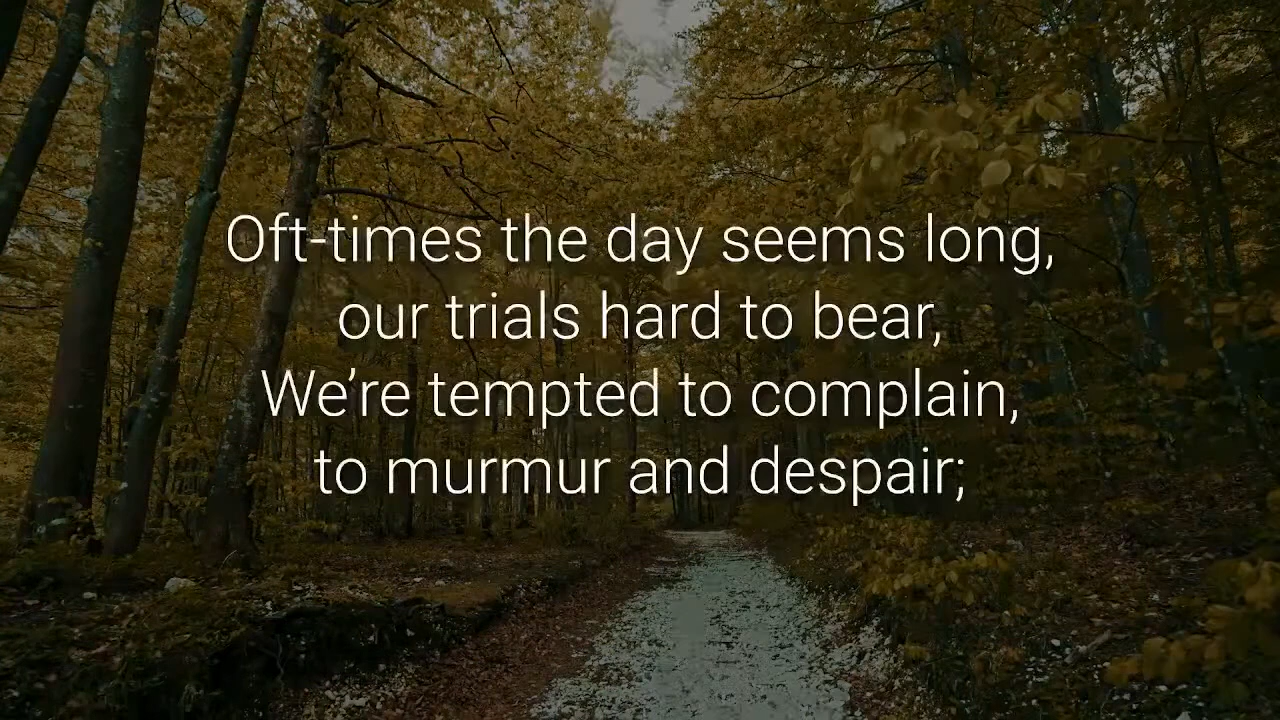 Oft-times the day seems long,
our trials hard to bear,
We’re tempted to complain,
to murmur and despair;